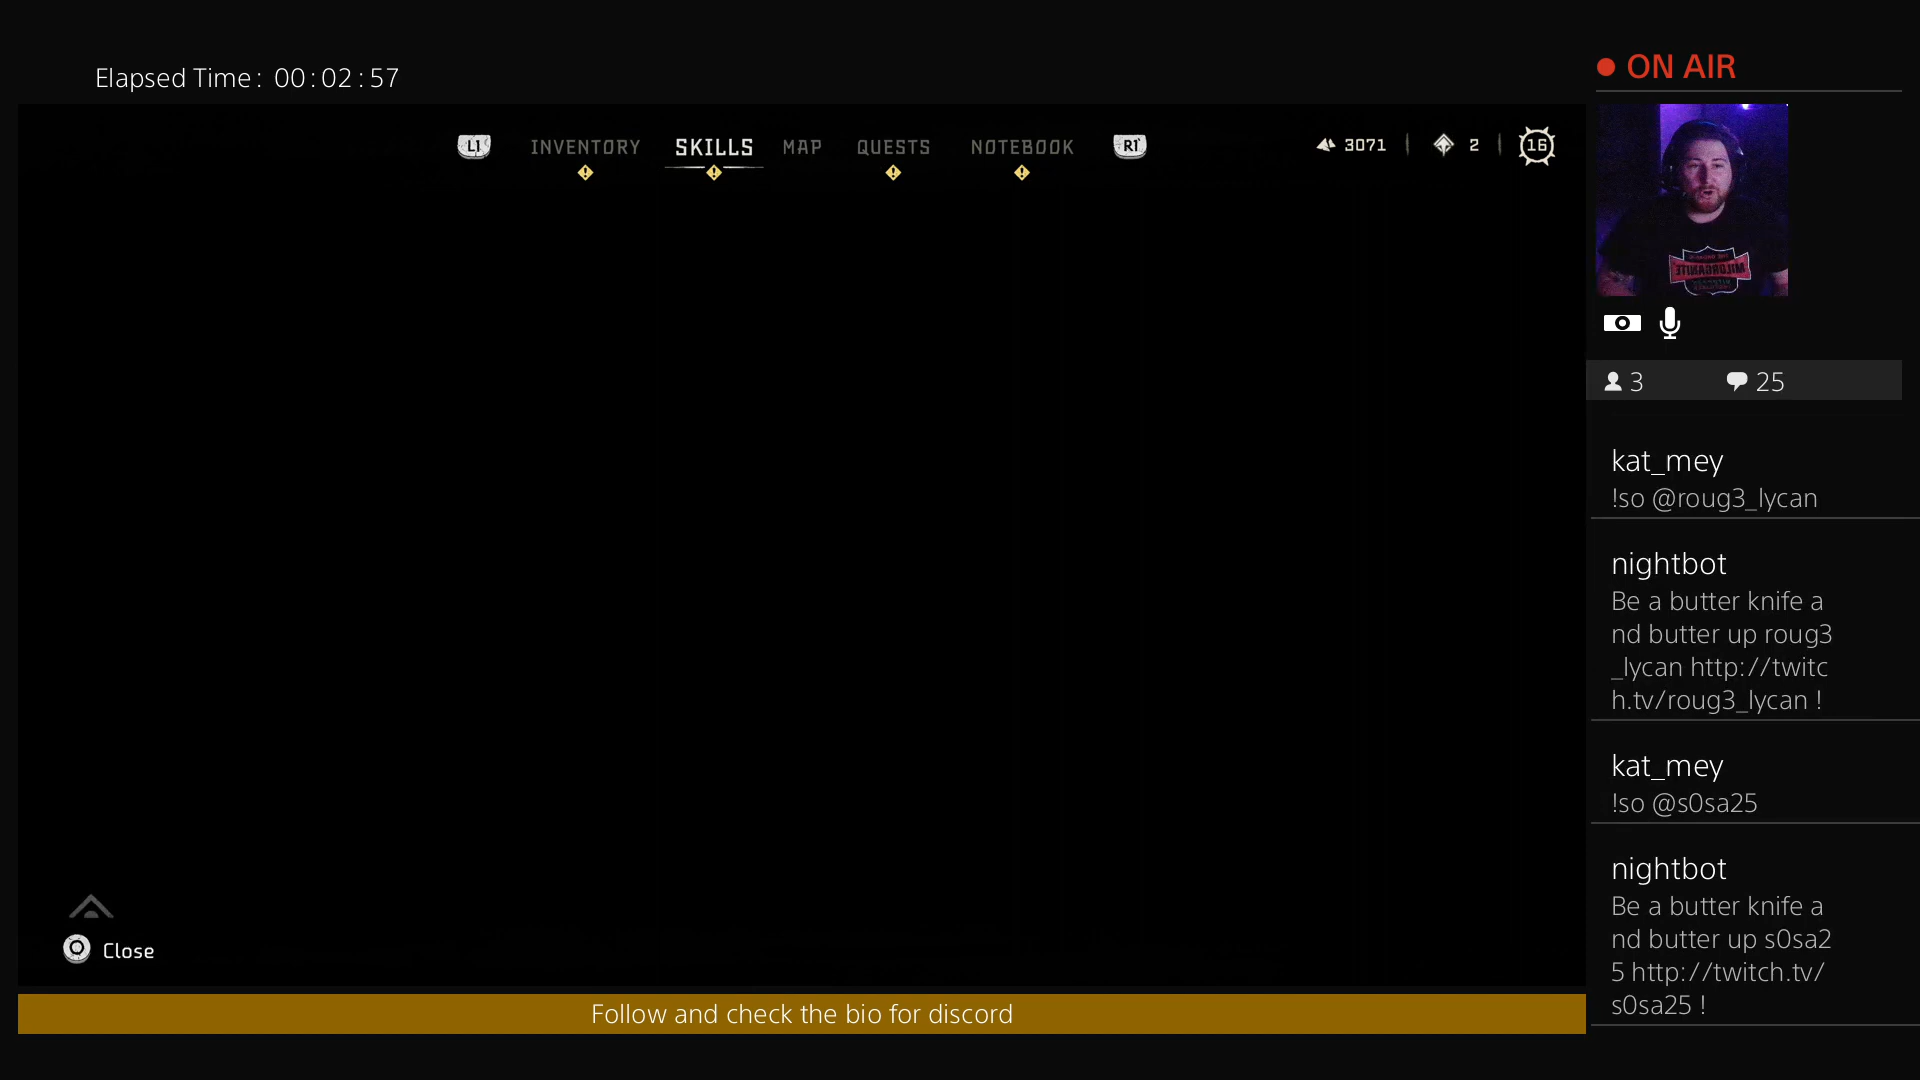 Elapsed Time: 00:02:57
ON AIR
L1 INVENTORY SKILLS MAP QUESTS NOTEBOOK R1 3071 2 16
3 25
kat_mey
!so @roug3_lycan
nightbot
Be a butter knife a
nd butter up roug3
_lycan http://twitc
h.tv/roug3_lycan !
kat_mey
!so @s0sa25
nightbot
Be a butter knife a
nd butter up s0sa2
5 http://twitch.tv/
s0sa25 !
Close
Follow and check the bio for discord
MILORGANITE